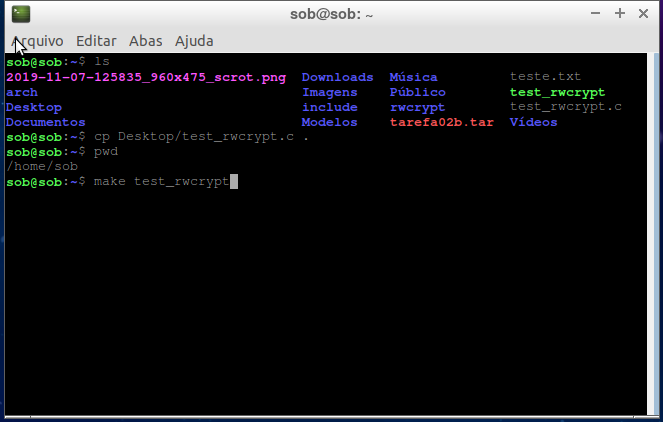 sob@sob: ~
Arquivo Editar Abas Ajuda
sob@sob:~$ ls
2019-11-07-125835_960x475_scrot.png Downloads Música teste.txt
arch Imagens Público test_rwcrypt
Desktop include rwcrypt test_rwcrypt.c
Documentos Modelos tarefa02b.tar Vídeos
sob@sob:~$ cp Desktop/test_rwcrypt.c .
sob@sob:~$ pwd
/home/sob
sob@sob:~$ make test_rwcrypt